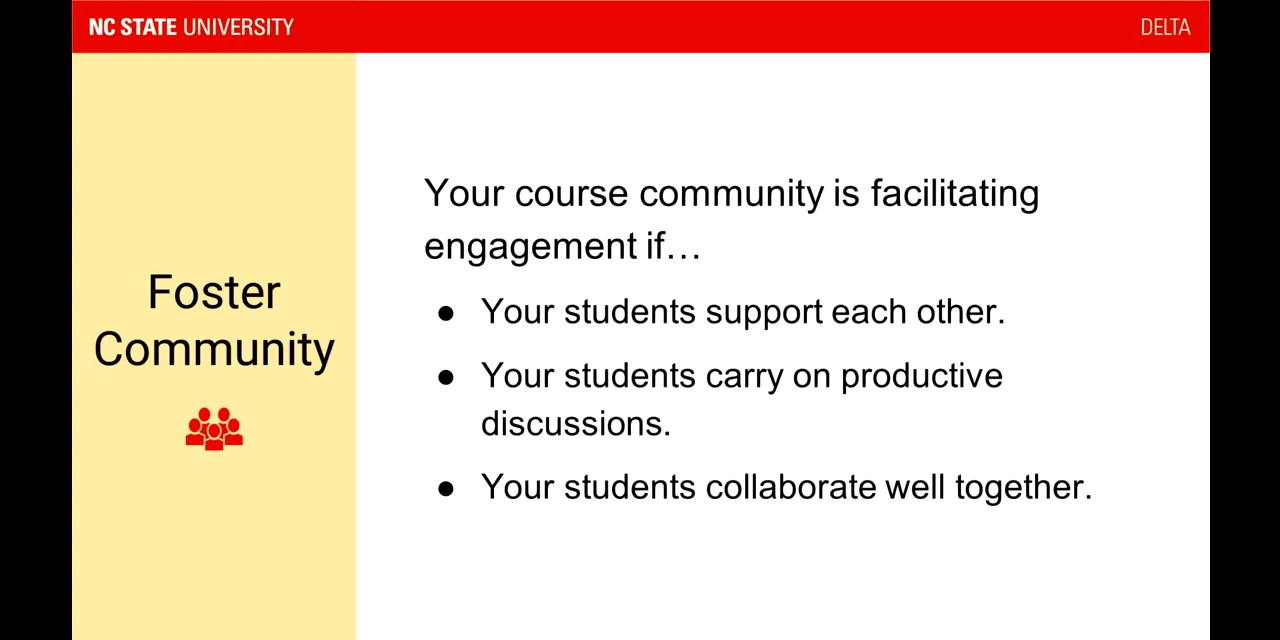 NC STATE UNIVERSITY
DELTA
Foster
Community
Your course community is facilitating
engagement if…
● Your students support each other.
● Your students carry on productive
discussions.
● Your students collaborate well together.